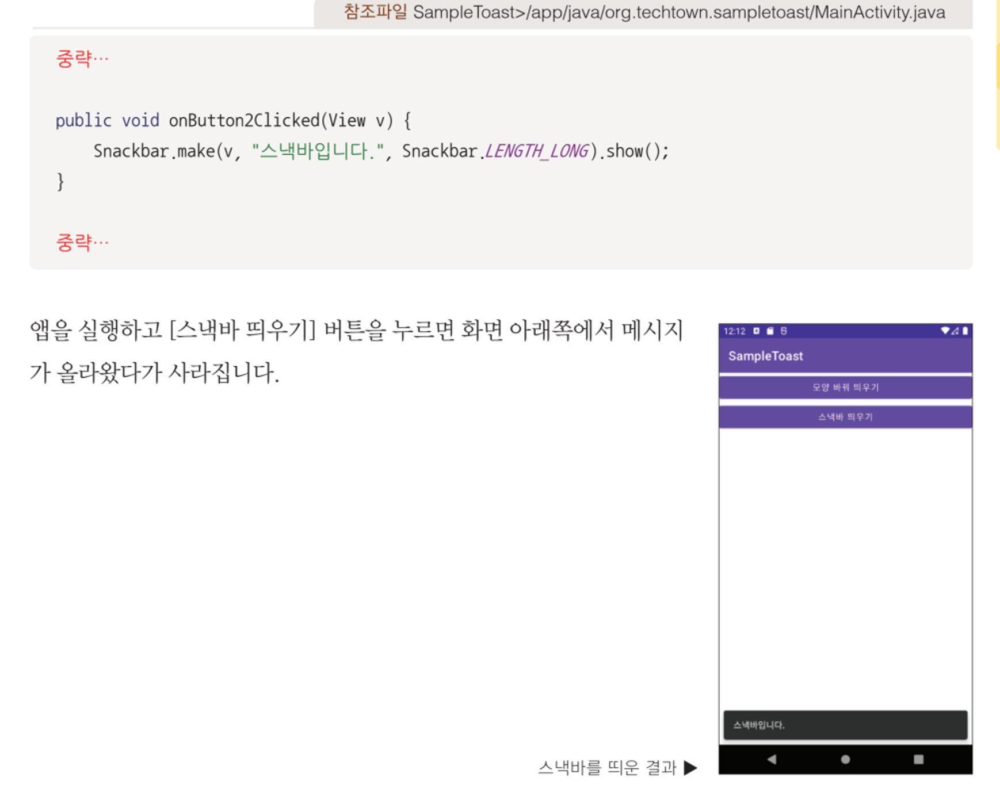 참조파일 SampleToast>/app/java/org.techtown.sampletoast/MainActivity.java
중략…
public void onButton2Clicked(View v) {
Snackbar.make(v, "스낵바입니다.", Snackbar.LENGTH_LONG).show();
}
중략…
앱을 실행하고 [스낵바 띄우기] 버튼을 누르면 화면 아래쪽에서 메시지
가 올라왔다가 사라집니다.
12:12
SampleToast
모양 바꿔 띄우기
스낵바 띄우기
스낵바입니다.
스낵바를 띄운 결과 ▶